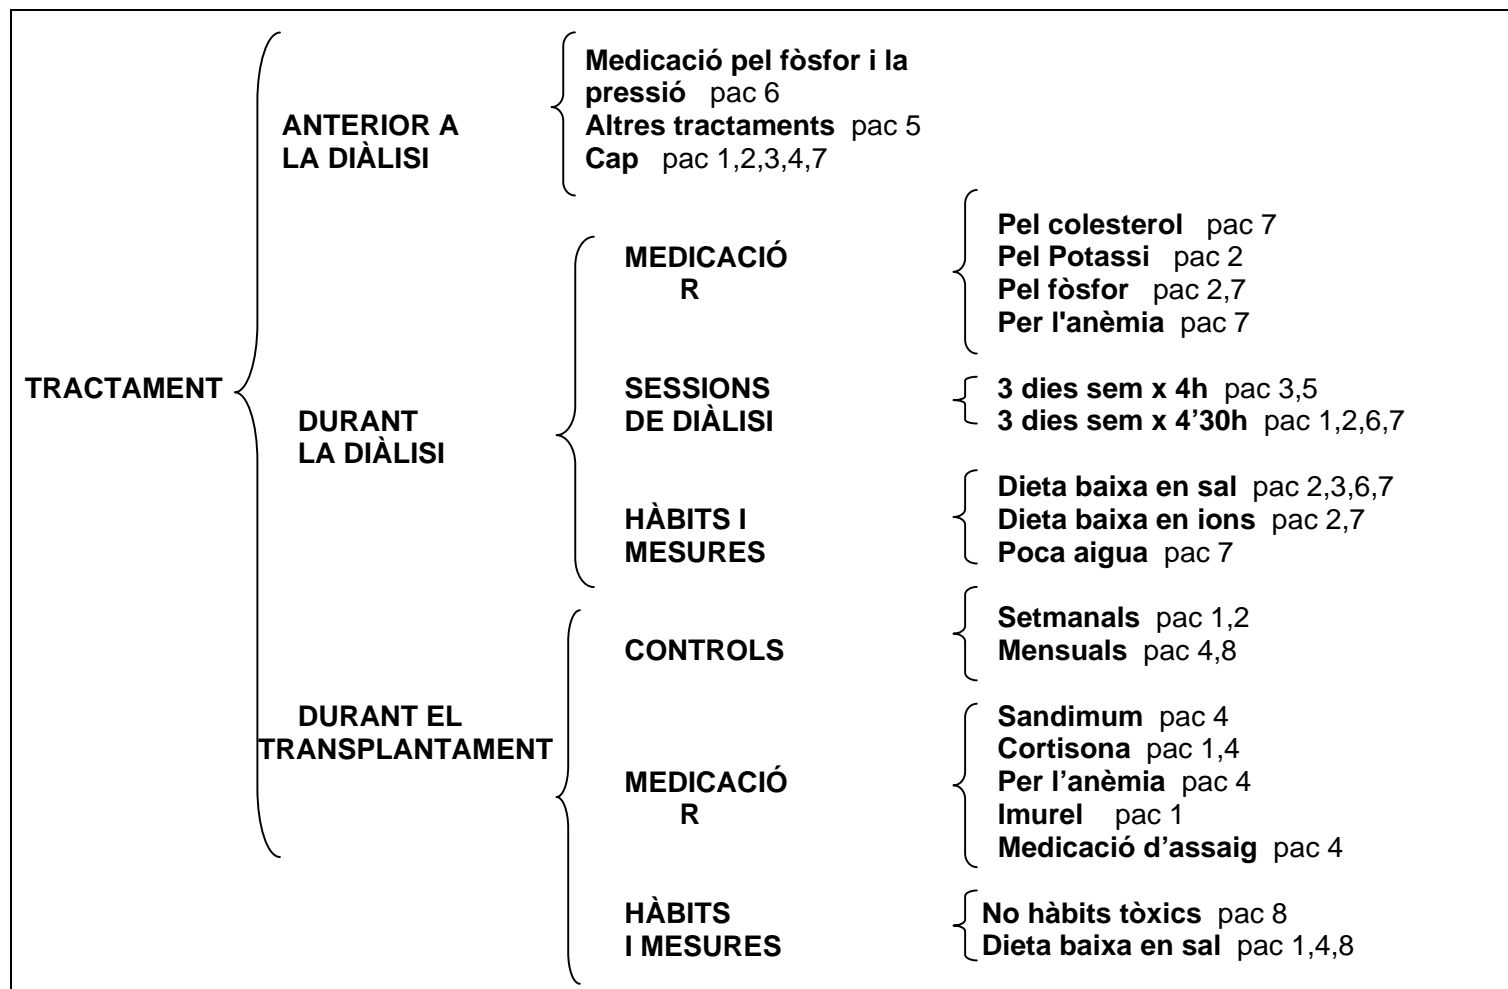 TRACTAMENT
ANTERIOR A
LA DIÀLISI
Medicació pel fòsfor i la
pressió pac 6
Altres tractaments pac 5
Cap pac 1,2,3,4,7
DURANT
LA DIÀLISI
MEDICACIÓ
R
Pel colesterol pac 7
Pel Potassi pac 2
Pel fòsfor pac 2,7
Per l'anèmia pac 7
SESSIONS
DE DIÀLISI
3 dies sem x 4h pac 3,5
3 dies sem x 4’30h pac 1,2,6,7
HÀBITS I
MESURES
Dieta baixa en sal pac 2,3,6,7
Dieta baixa en ions pac 2,7
Poca aigua pac 7
DURANT EL
TRANSPLANTAMENT
CONTROLS
Setmanals pac 1,2
Mensuals pac 4,8
MEDICACIÓ
R
Sandimum pac 4
Cortisona pac 1,4
Per l’anèmia pac 4
Imurel pac 1
Medicació d’assaig pac 4
HÀBITS
I MESURES
No hàbits tòxics pac 8
Dieta baixa en sal pac 1,4,8